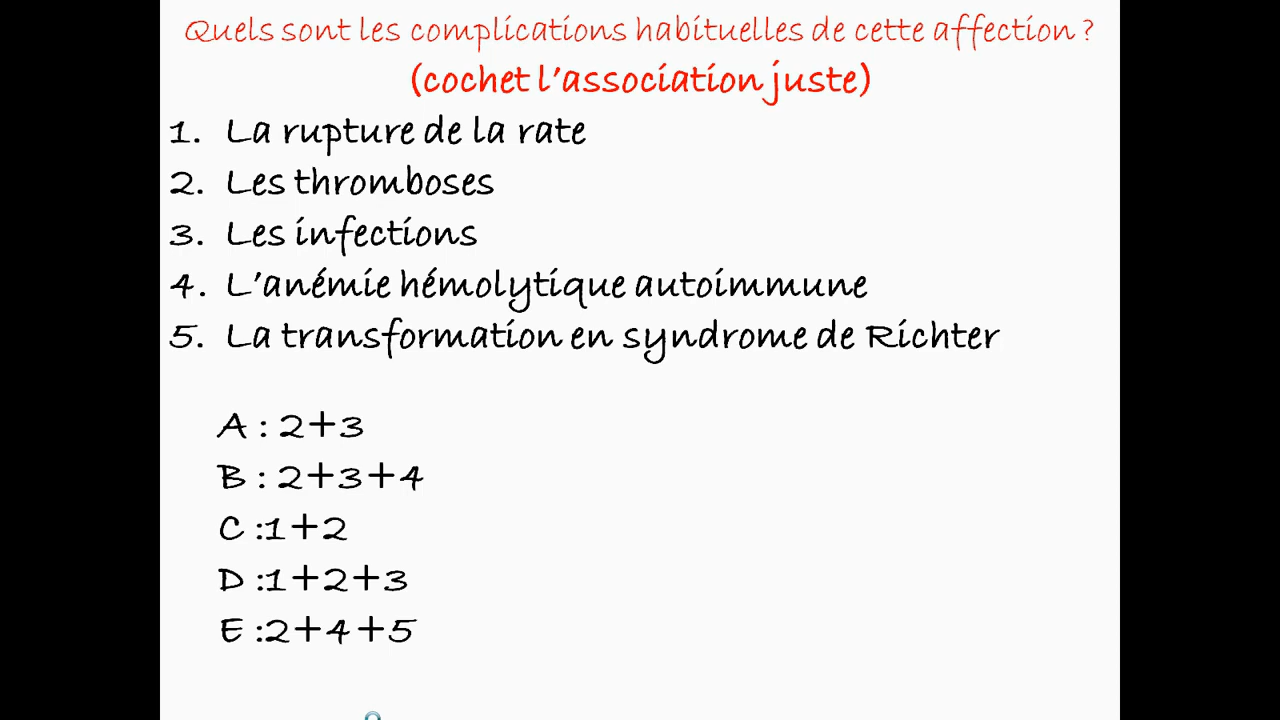 Quels sont les complications habituelles de cette affection ?
(cochet l'association juste)
1. La rupture de la rate
2. Les thromboses
3. Les infections
4. L'anémie hémolytique autoimmune
5. La transformation en syndrome de Richter
A : 2+3
B : 2+3+4
C :1+2
D :1+2+3
E :2+4+5